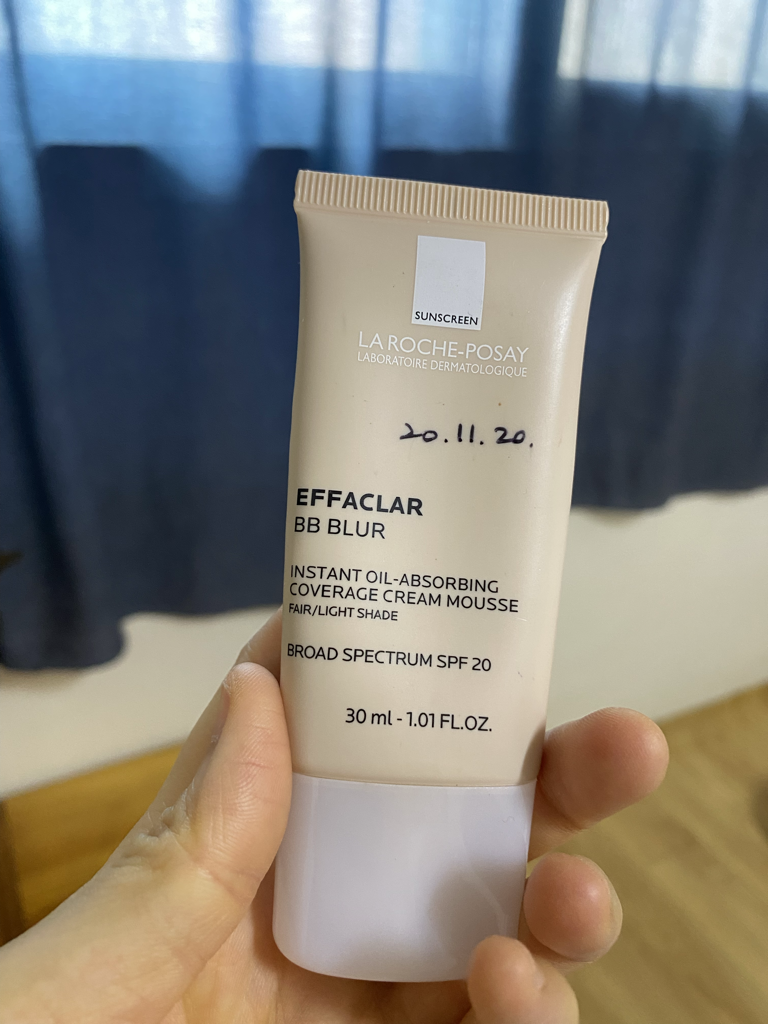 SUNSCREEN
LA ROCHE-POSAY
LABORATOIRE DERMATOLOGIQUE
20.11.20.
EFFACLAR
BB BLUR
INSTANT OIL-ABSORBING
COVERAGE CREAM MOUSSE
FAIR/LIGHT SHADE
BROAD SPECTRUM SPF 20
30 ml - 1.01 FL.OZ.